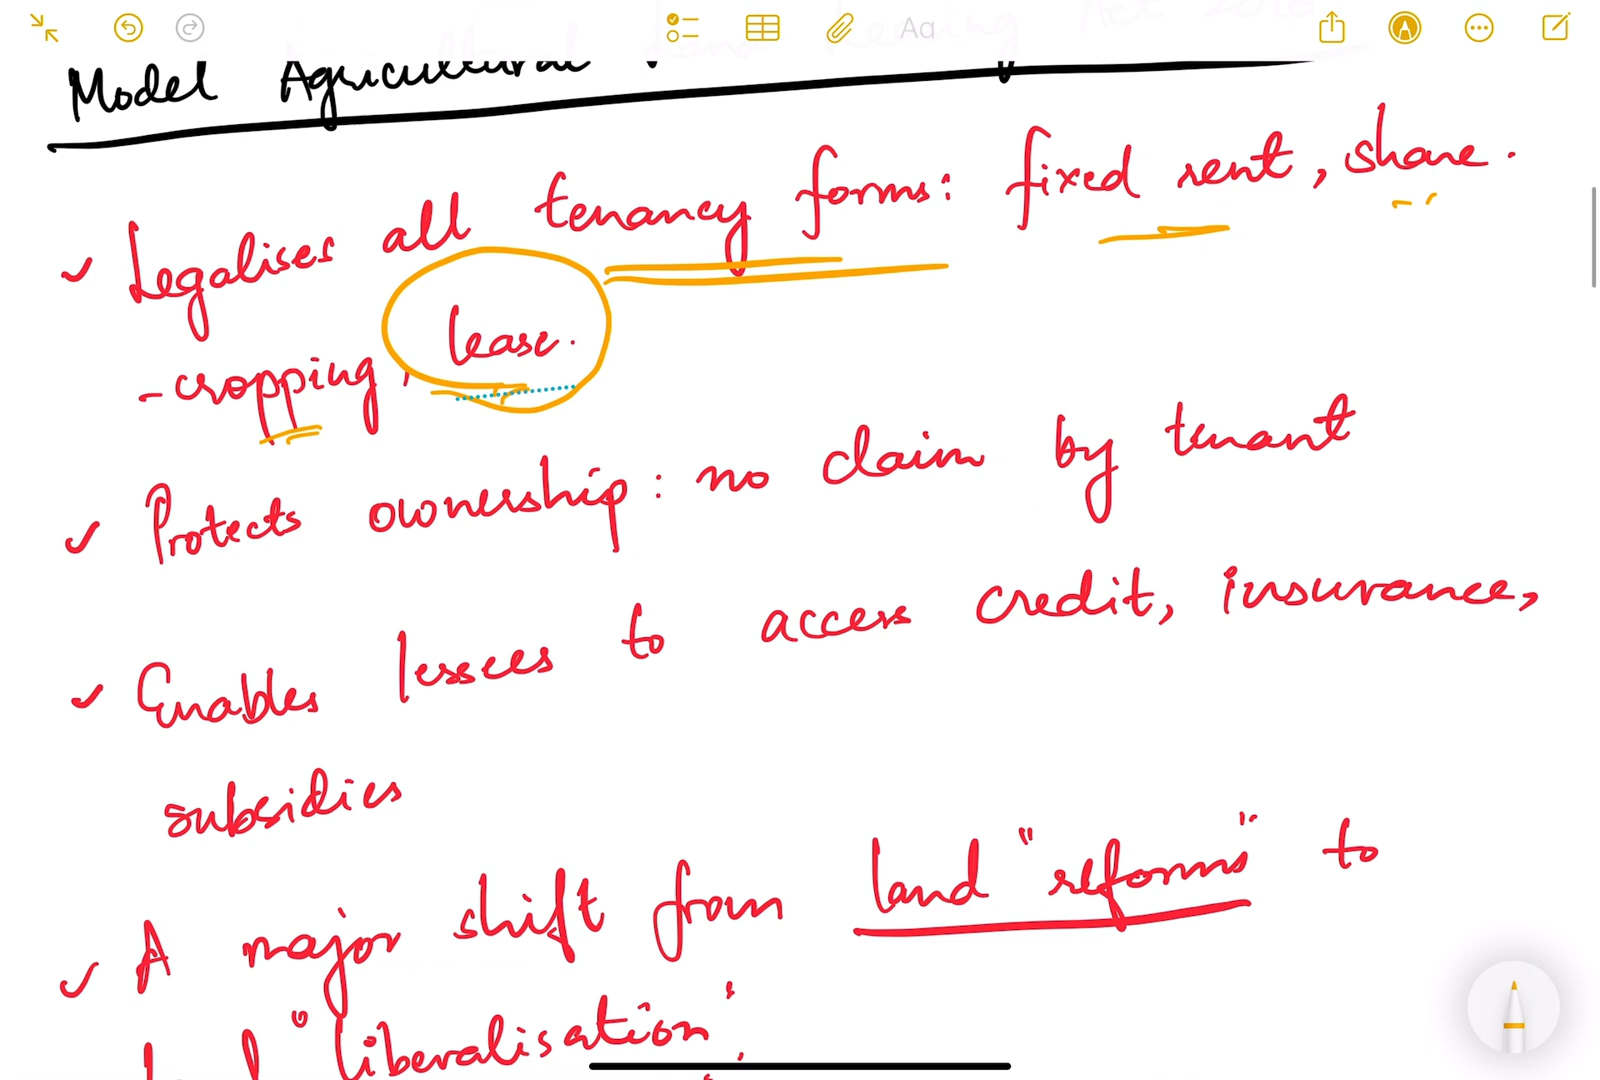 Aa
Model Agricultural
✓ Legalises all tenancy forms: fixed rent, share.
-cropping, lease.
✓ Protects ownership: no claim by tenant
✓ Enables lessees to access credit, insurance,
subsidies
✓ A major shift from land "reforms" to
"liberalisation"